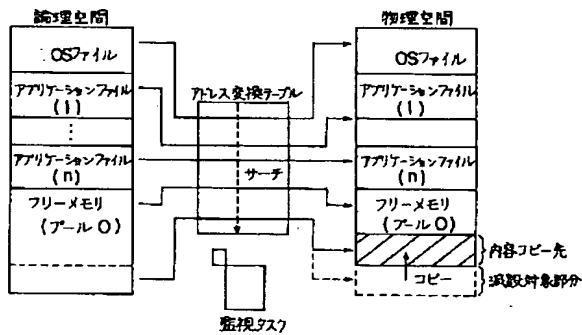 論理空間
OSファイル
アプリケーションファイル
(1)
⋮
アプリケーションファイル
(n)
フリーメモリ
(プール0)
アドレス変換テーブル
サーチ
監視タスク
物理空間
OSファイル
アプリケーションファイル
(1)
アプリケーションファイル
(n)
フリーメモリ
(プール0)
内容コピー先
コピー
減設対象部分